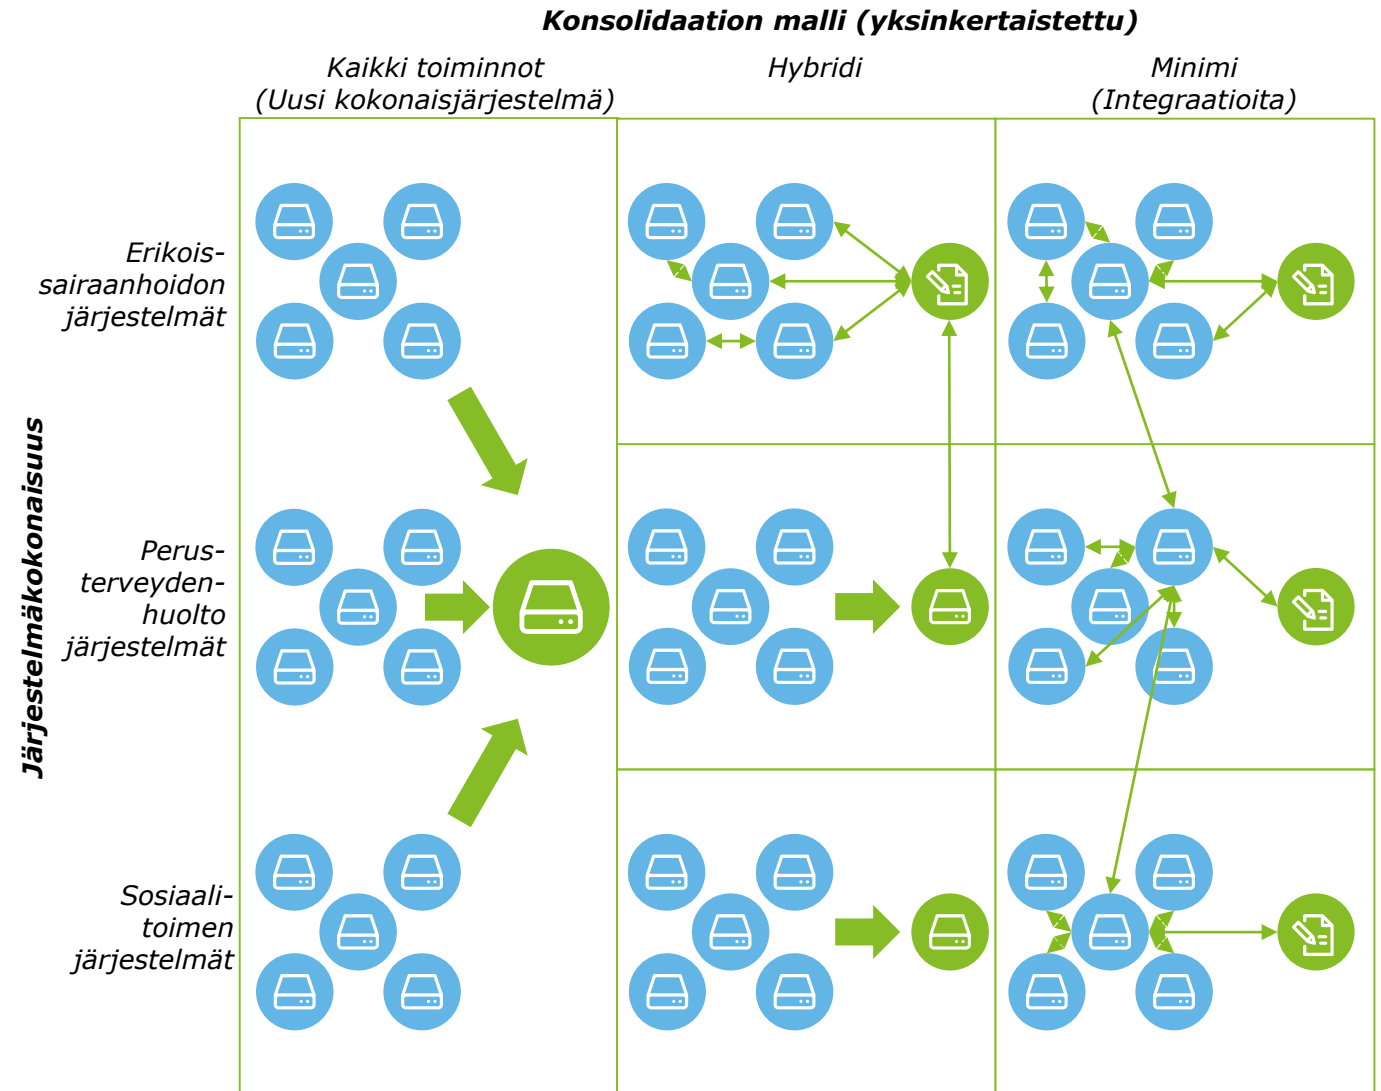 Konsolidaation malli (yksinkertaistettu)
Kaikki toiminnot
(Uusi kokonaisjärjestelmä)
Hybridi
Minimi
(Integraatioita)
Järjestelmäkokonaisuus
Erikois-
sairaanhoidon
järjestelmät
Perus-
terveyden-
huolto
järjestelmät
Sosiaali-
toimen
järjestelmät